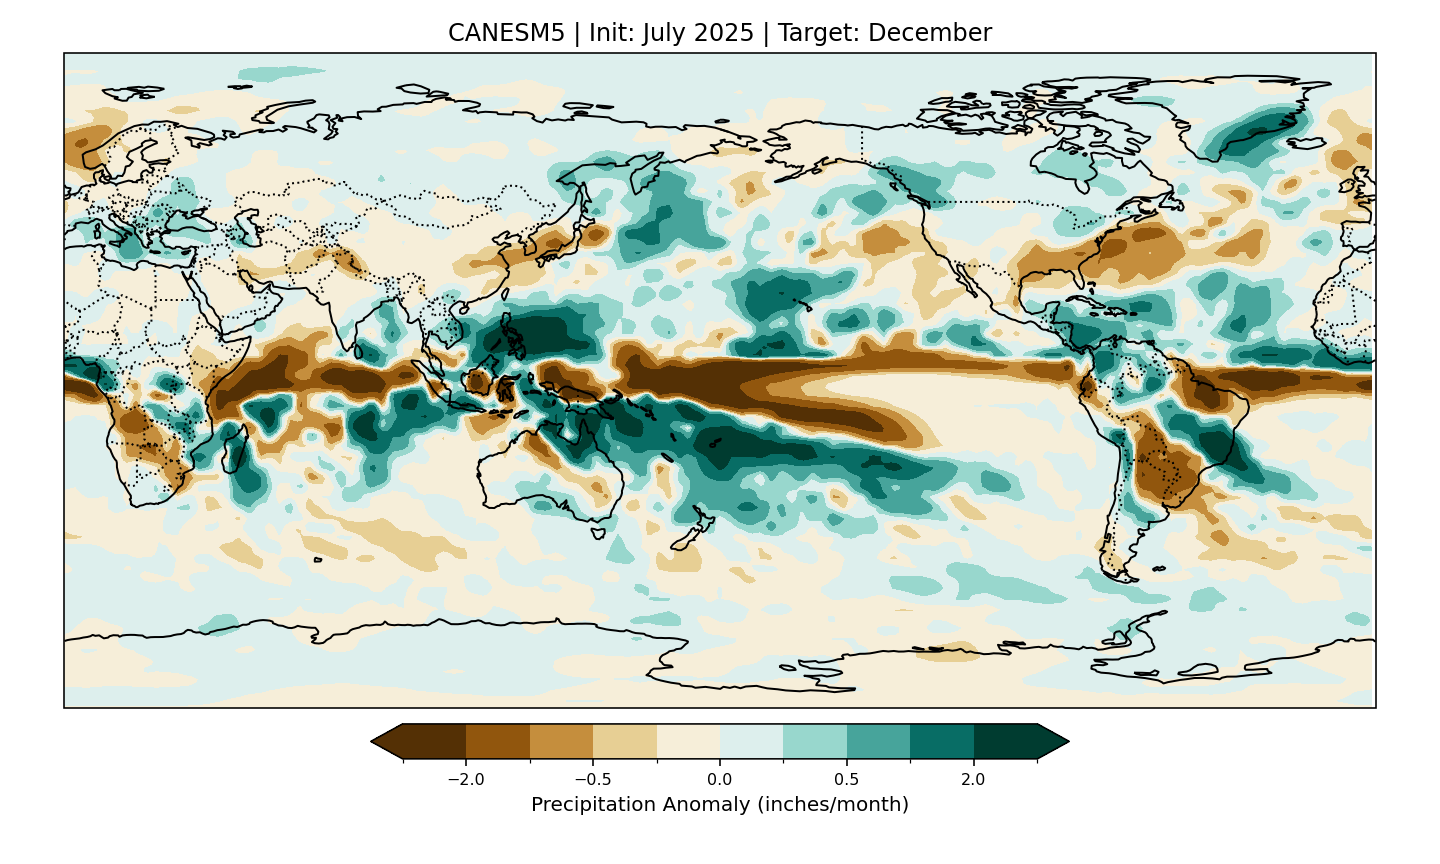 CANESM5 | Init: July 2025 | Target: December
−2.0 −0.5 0.0 0.5 2.0
Precipitation Anomaly (inches/month)